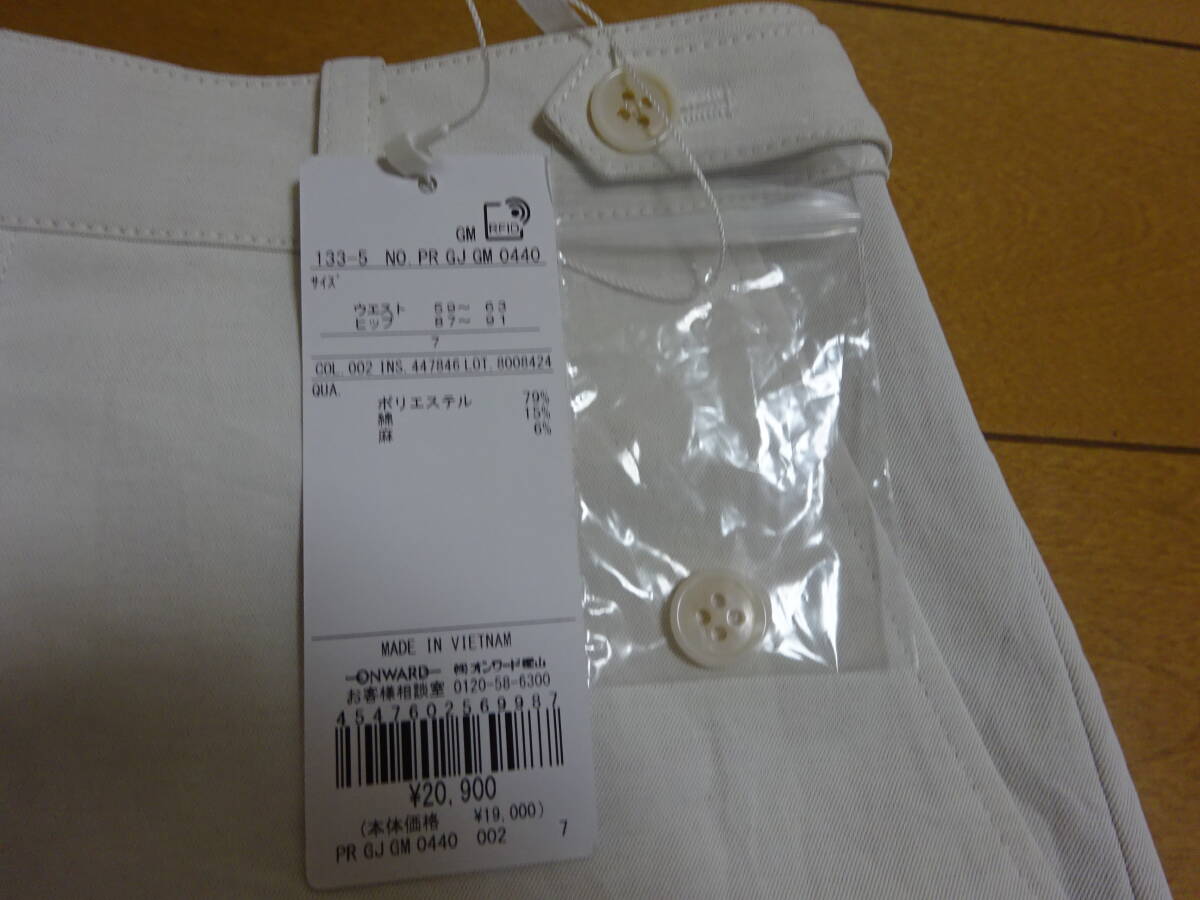 GM RFID
133-5 NO. PR GJ GM 0440
サイズ
ウエスト 59～ 63
ヒップ 87～ 91
7
COL. 002 INS. 447846 LOT. 8008424
QUA.
ポリエステル 79%
綿 15%
麻 6%
MADE IN VIETNAM
ONWARD ㈱オンワード樫山
お客様相談室 0120-58-6300
4547602569987
¥20,900
(本体価格 ¥19,000)
PR GJ GM 0440 002 7